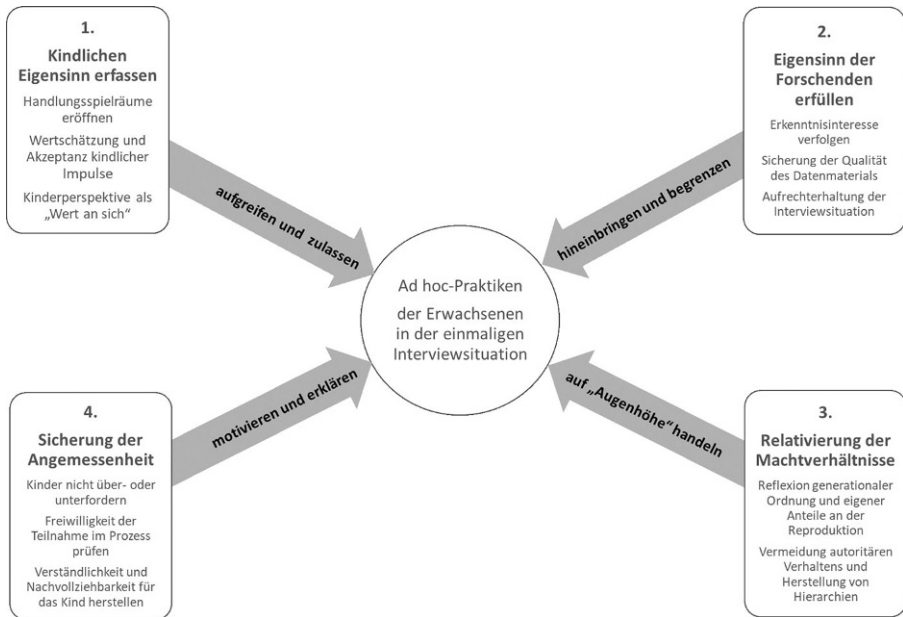 1.
Kindlichen
Eigensinn erfassen
Handlungsspielräume
eröffnen
Wertschätzung und
Akzeptanz kindlicher
Impulse
Kinderperspektive als
„Wert an sich“
aufgreifen und zulassen
2.
Eigensinn der
Forschenden
erfüllen
Erkenntnisinteresse
verfolgen
Sicherung der Qualität
des Datenmaterials
Aufrechterhaltung der
Interviewsituation
hineinbringen und begrenzen
Ad hoc-Praktiken
der Erwachsenen
in der einmaligen
Interviewsituation
4.
Sicherung der
Angemessenheit
Kinder nicht über- oder
unterfordern
Freiwilligkeit der
Teilnahme im Prozess
prüfen
Verständlichkeit und
Nachvollziehbarkeit für
das Kind herstellen
motivieren und erklären
3.
Relativierung der
Machtverhältnisse
Reflexion generationaler
Ordnung und eigener
Anteile an der
Reproduktion
Vermeidung autoritären
Verhaltens und
Herstellung von
Hierarchien
auf „Augenhöhe“ handeln